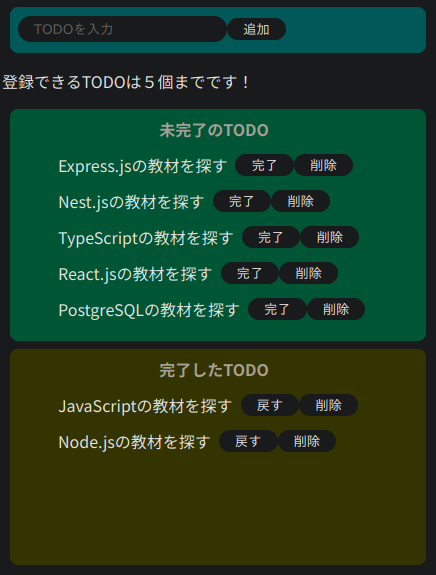 TODOを入力 追加
登録できるTODOは５個までです！
未完了のTODO
Express.jsの教材を探す 完了 削除
Nest.jsの教材を探す 完了 削除
TypeScriptの教材を探す 完了 削除
React.jsの教材を探す 完了 削除
PostgreSQLの教材を探す 完了 削除
完了したTODO
JavaScriptの教材を探す 戻す 削除
Node.jsの教材を探す 戻す 削除